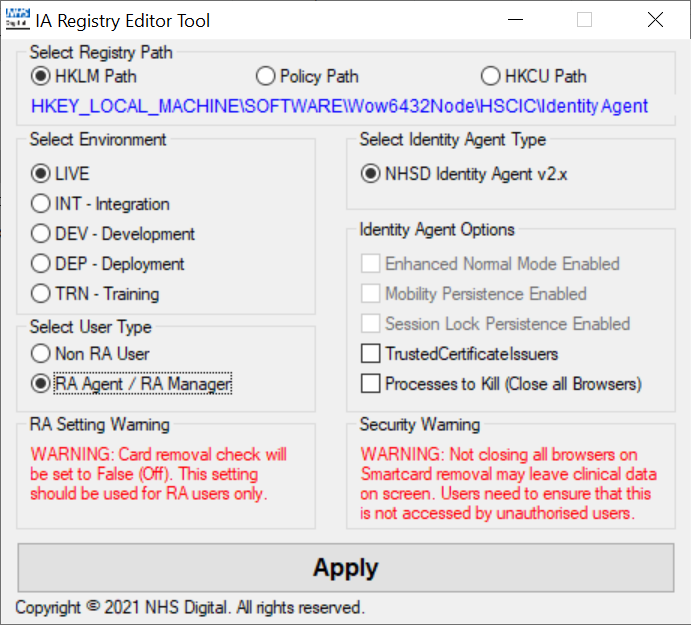 NHS
Digital
IA Registry Editor Tool
Select Registry Path
HKLM Path
Policy Path
HKCU Path
HKEY_LOCAL_MACHINE\SOFTWARE\Wow6432Node\HSCIC\Identity Agent
Select Environment
LIVE
INT - Integration
DEV - Development
DEP - Deployment
TRN - Training
Select User Type
Non RA User
RA Agent / RA Manager
RA Setting Warning
WARNING: Card removal check will
be set to False (Off). This setting
should be used for RA users only.
Select Identity Agent Type
NHSD Identity Agent v2.x
Identity Agent Options
Enhanced Normal Mode Enabled
Mobility Persistence Enabled
Session Lock Persistence Enabled
TrustedCertificateIssuers
Processes to Kill (Close all Browsers)
Security Warning
WARNING: Not closing all browsers on
Smartcard removal may leave clinical data
on screen. Users need to ensure that this
is not accessed by unauthorised users.
Apply
Copyright © 2021 NHS Digital. All rights reserved.